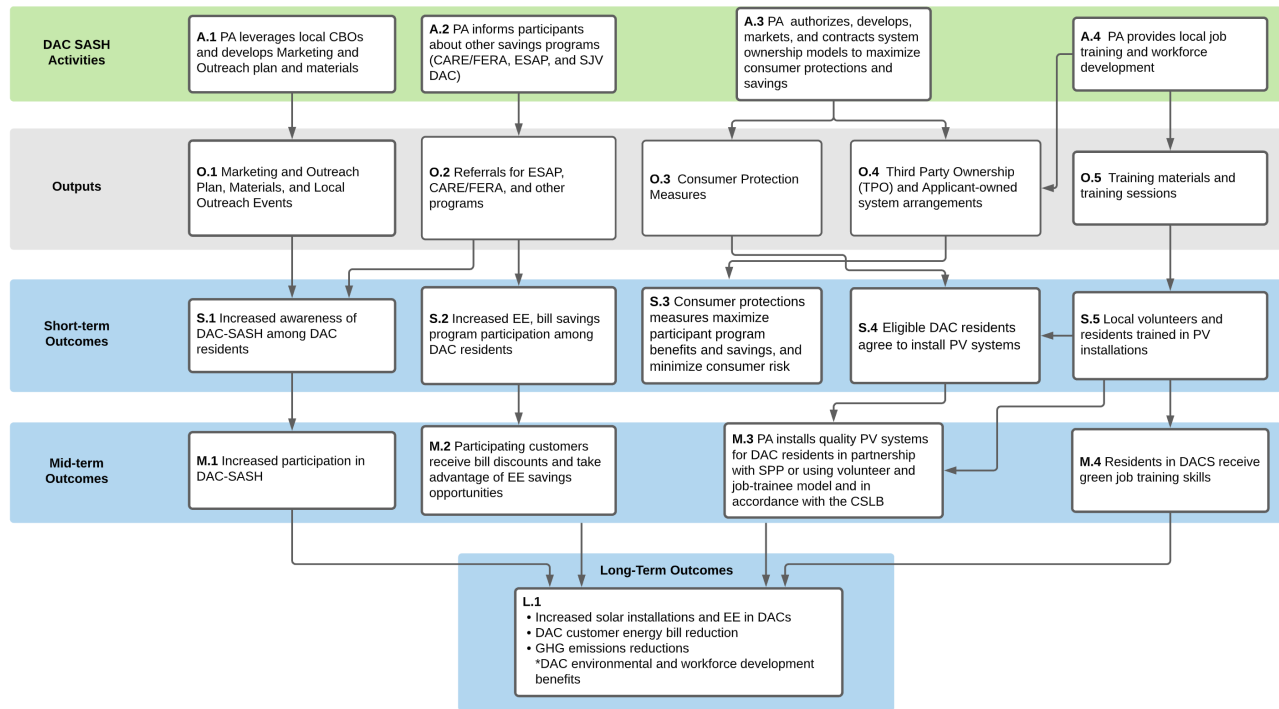 DAC SASH
Activities
A.1 PA leverages local CBOs
and develops Marketing and
Outreach plan and materials
A.2 PA informs participants
about other savings programs
(CARE/FERA, ESAP, and SJV
DAC)
A.3 PA authorizes, develops,
markets, and contracts system
ownership models to maximize
consumer protections and
savings
A.4 PA provides local job
training and workforce
development
Outputs
O.1 Marketing and Outreach
Plan, Materials, and Local
Outreach Events
O.2 Referrals for ESAP,
CARE/FERA, and other
programs
O.3 Consumer Protection
Measures
O.4 Third Party Ownership
(TPO) and Applicant-owned
system arrangements
O.5 Training materials and
training sessions
Short-term
Outcomes
S.1 Increased awareness of
DAC-SASH among DAC
residents
S.2 Increased EE, bill savings
program participation among
DAC residents
S.3 Consumer protections
measures maximize
participant program
benefits and savings, and
minimize consumer risk
S.4 Eligible DAC residents
agree to install PV systems
S.5 Local volunteers and
residents trained in PV
installations
Mid-term
Outcomes
M.1 Increased participation in
DAC-SASH
M.2 Participating customers
receive bill discounts and take
advantage of EE savings
opportunities
M.3 PA installs quality PV systems
for DAC residents in partnership
with SPP or using volunteer and
job-trainee model and in
accordance with the CSLB
M.4 Residents in DACS receive
green job training skills
Long-Term Outcomes
L.1
• Increased solar installations and EE in DACs
• DAC customer energy bill reduction
• GHG emissions reductions
*DAC environmental and workforce development
benefits